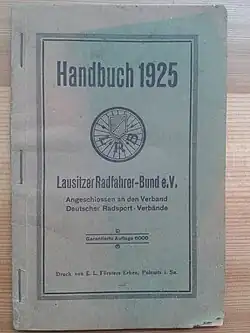 Handbuch 1925
LRB
Lausitzer Radfahrer-Bund e.V.
Angeschlossen an den Verband
Deutscher Radsport-Verbände
Garantierte Auflage 6000
Druck von E. L. Försters Erben, Pulsnitz i. Sa.